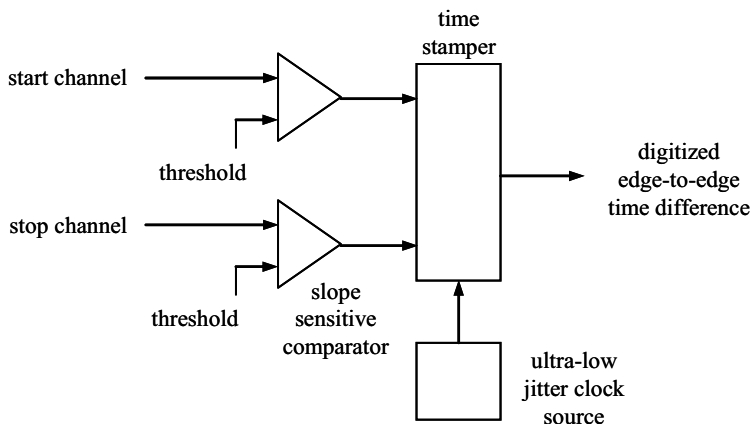 time
stamper
start channel
threshold
digitized
edge-to-edge
time difference
stop channel
threshold
slope
sensitive
comparator
ultra-low
jitter clock
source